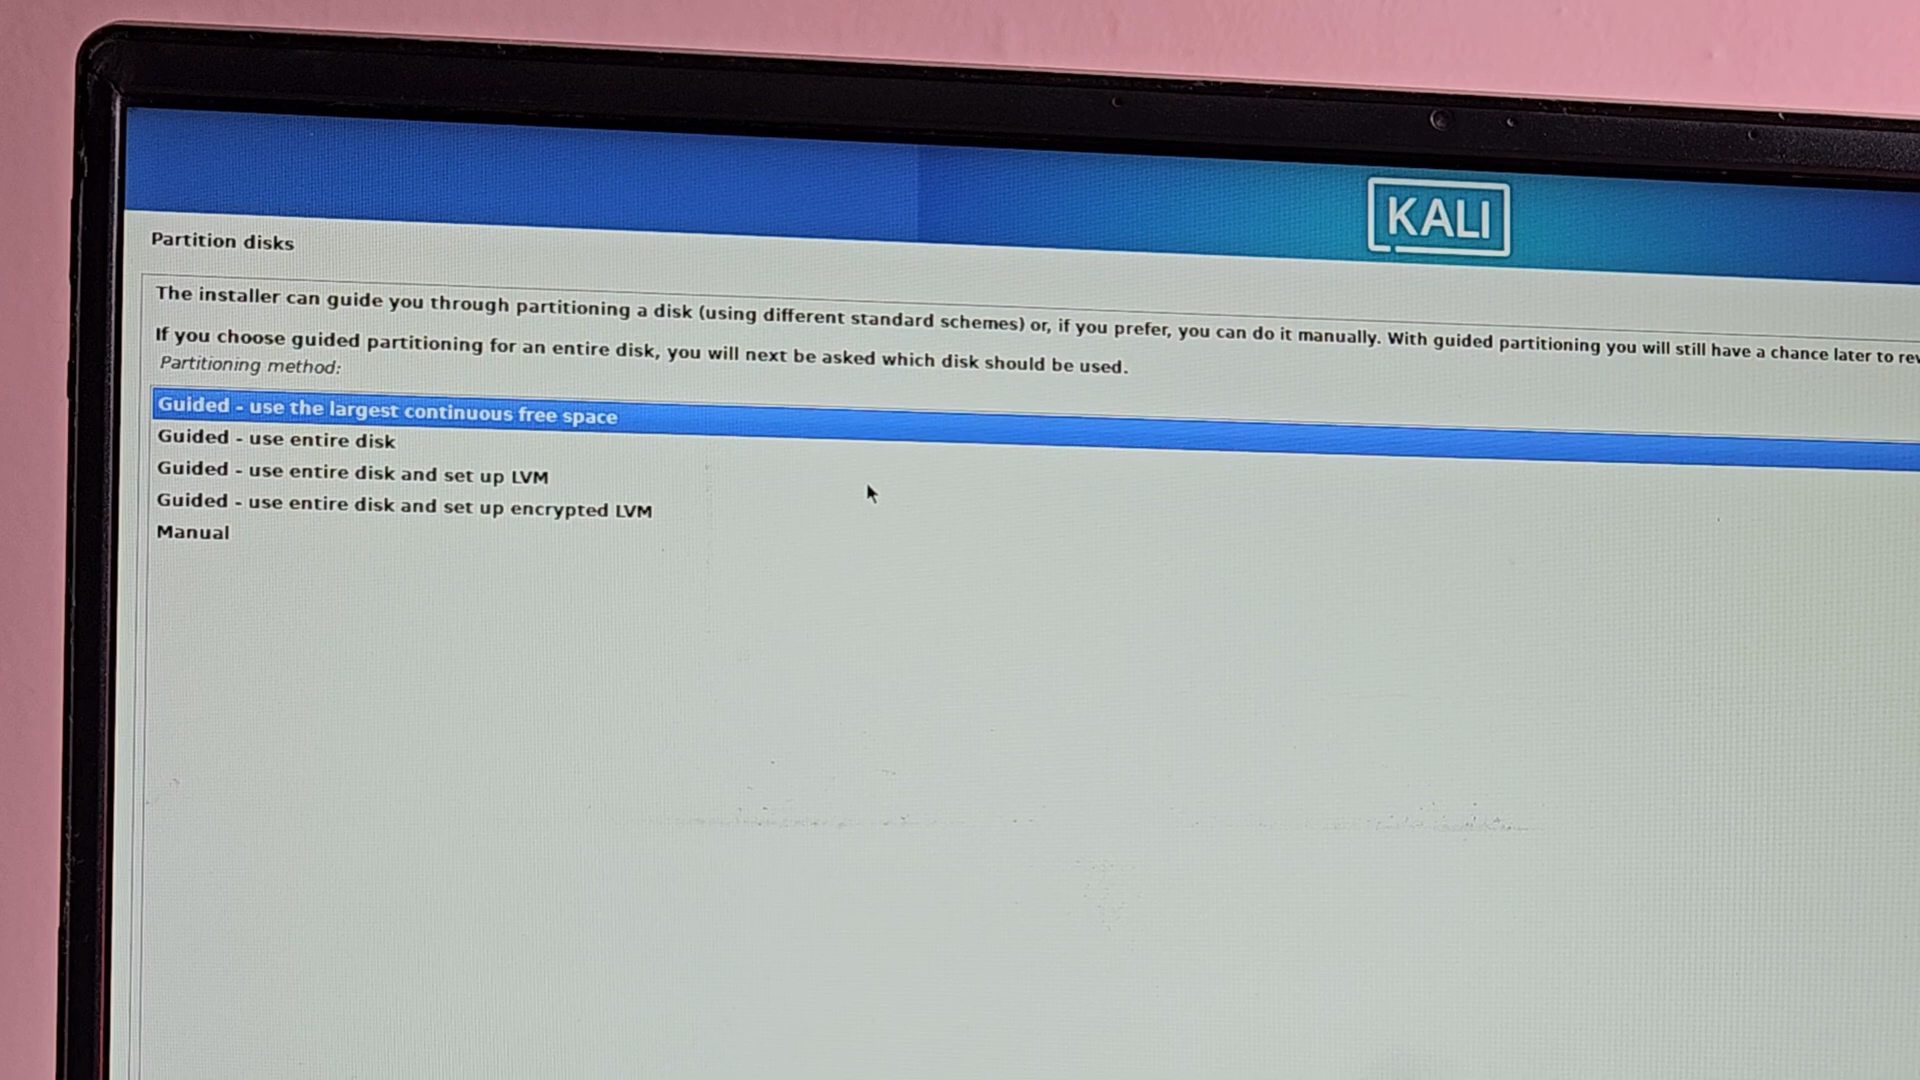 KALI
Partition disks
The installer can guide you through partitioning a disk (using different standard schemes) or, if you prefer, you can do it manually. With guided partitioning you will still have a chance later to
If you choose guided partitioning for an entire disk, you will next be asked which disk should be used.
Partitioning method:
Guided - use the largest continuous free space
Guided - use entire disk
Guided - use entire disk and set up LVM
Guided - use entire disk and set up encrypted LVM
Manual